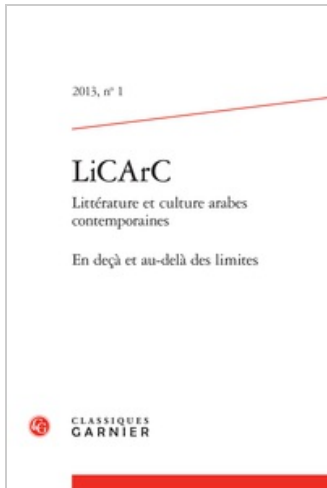 2013, n° 1
LiCArC
Littérature et culture arabes
contemporaines
En deçà et au-delà des limites
CLASSIQUES
GARNIER